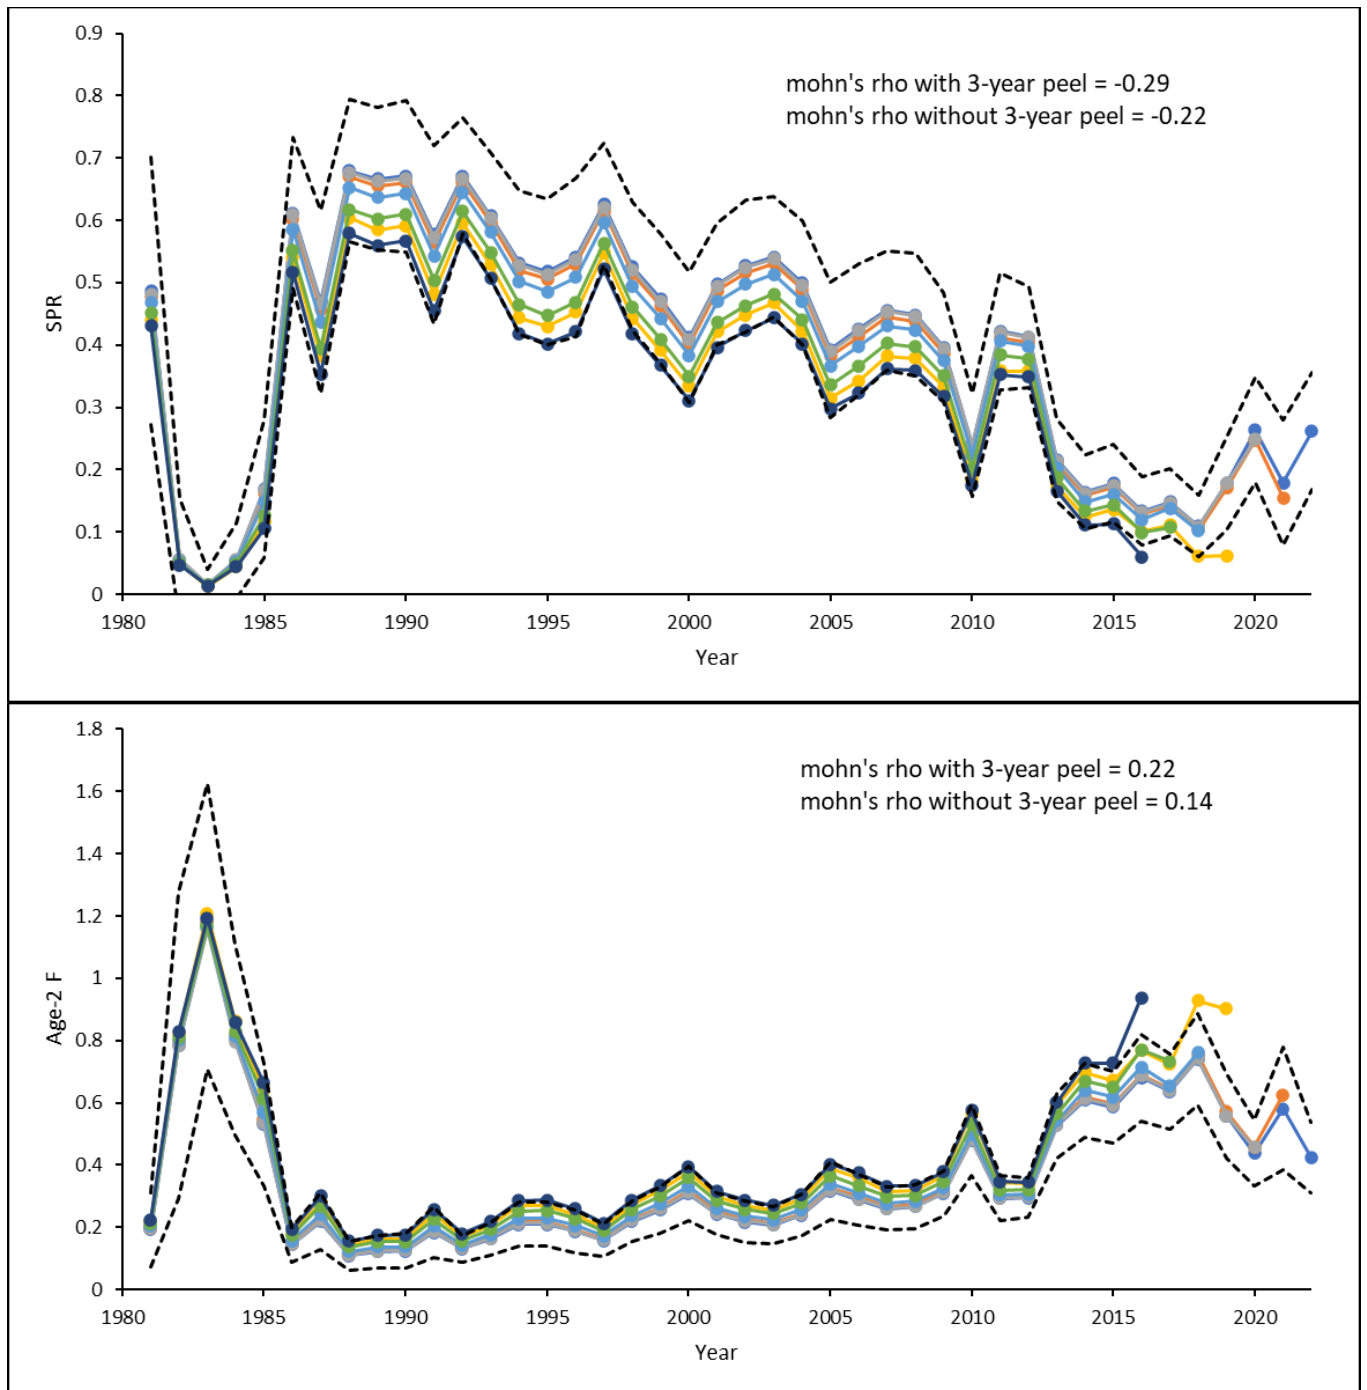 mohn's rho with 3-year peel = -0.29
mohn's rho without 3-year peel = -0.22
0.9
0.8
0.7
0.6
0.5
0.4
0.3
0.2
0.1
0
SPR
1980 1985 1990 1995 2000 2005 2010 2015 2020
Year
mohn's rho with 3-year peel = 0.22
mohn's rho without 3-year peel = 0.14
1.8
1.6
1.4
1.2
1
0.8
0.6
0.4
0.2
0
Age-2 F
1980 1985 1990 1995 2000 2005 2010 2015 2020
Year